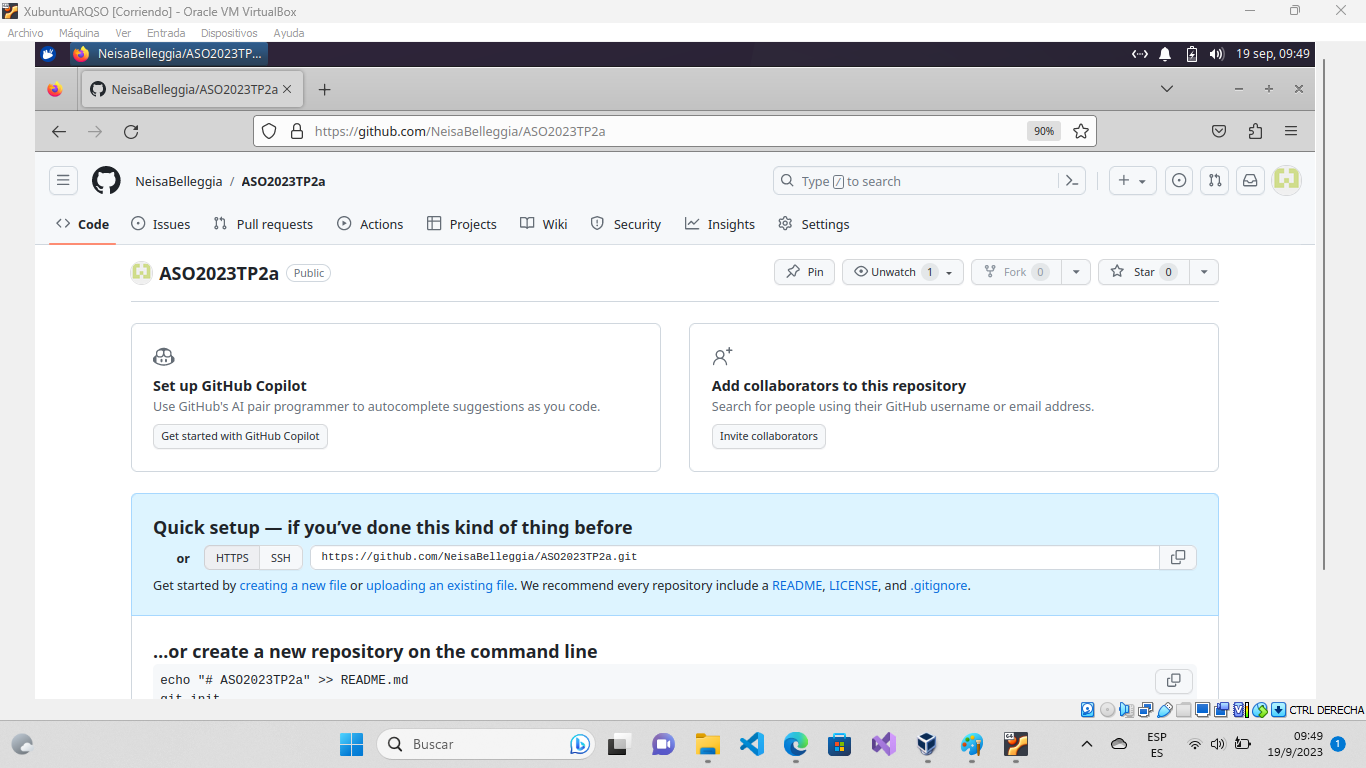 XubuntuARQSO [Corriendo] - Oracle VM VirtualBox
Archivo Máquina Ver Entrada Dispositivos Ayuda
NeisaBelleggia/ASO2023TP... 19 sep, 09:49
NeisaBelleggia/ASO2023TP2a
https://github.com/NeisaBelleggia/ASO2023TP2a 90%
NeisaBelleggia / ASO2023TP2a Type / to search
Code Issues Pull requests Actions Projects Wiki Security Insights Settings
ASO2023TP2a Public Pin Unwatch 1 Fork 0 Star 0
Set up GitHub Copilot
Use GitHub's AI pair programmer to autocomplete suggestions as you code.
Get started with GitHub Copilot
Add collaborators to this repository
Search for people using their GitHub username or email address.
Invite collaborators
Quick setup — if you’ve done this kind of thing before
or HTTPS SSH https://github.com/NeisaBelleggia/ASO2023TP2a.git
Get started by creating a new file or uploading an existing file. We recommend every repository include a README, LICENSE, and .gitignore.
…or create a new repository on the command line
echo "# ASO2023TP2a" >> README.md
git init
CTRL DERECHA
Buscar
ESP
ES
09:49
19/9/2023
1